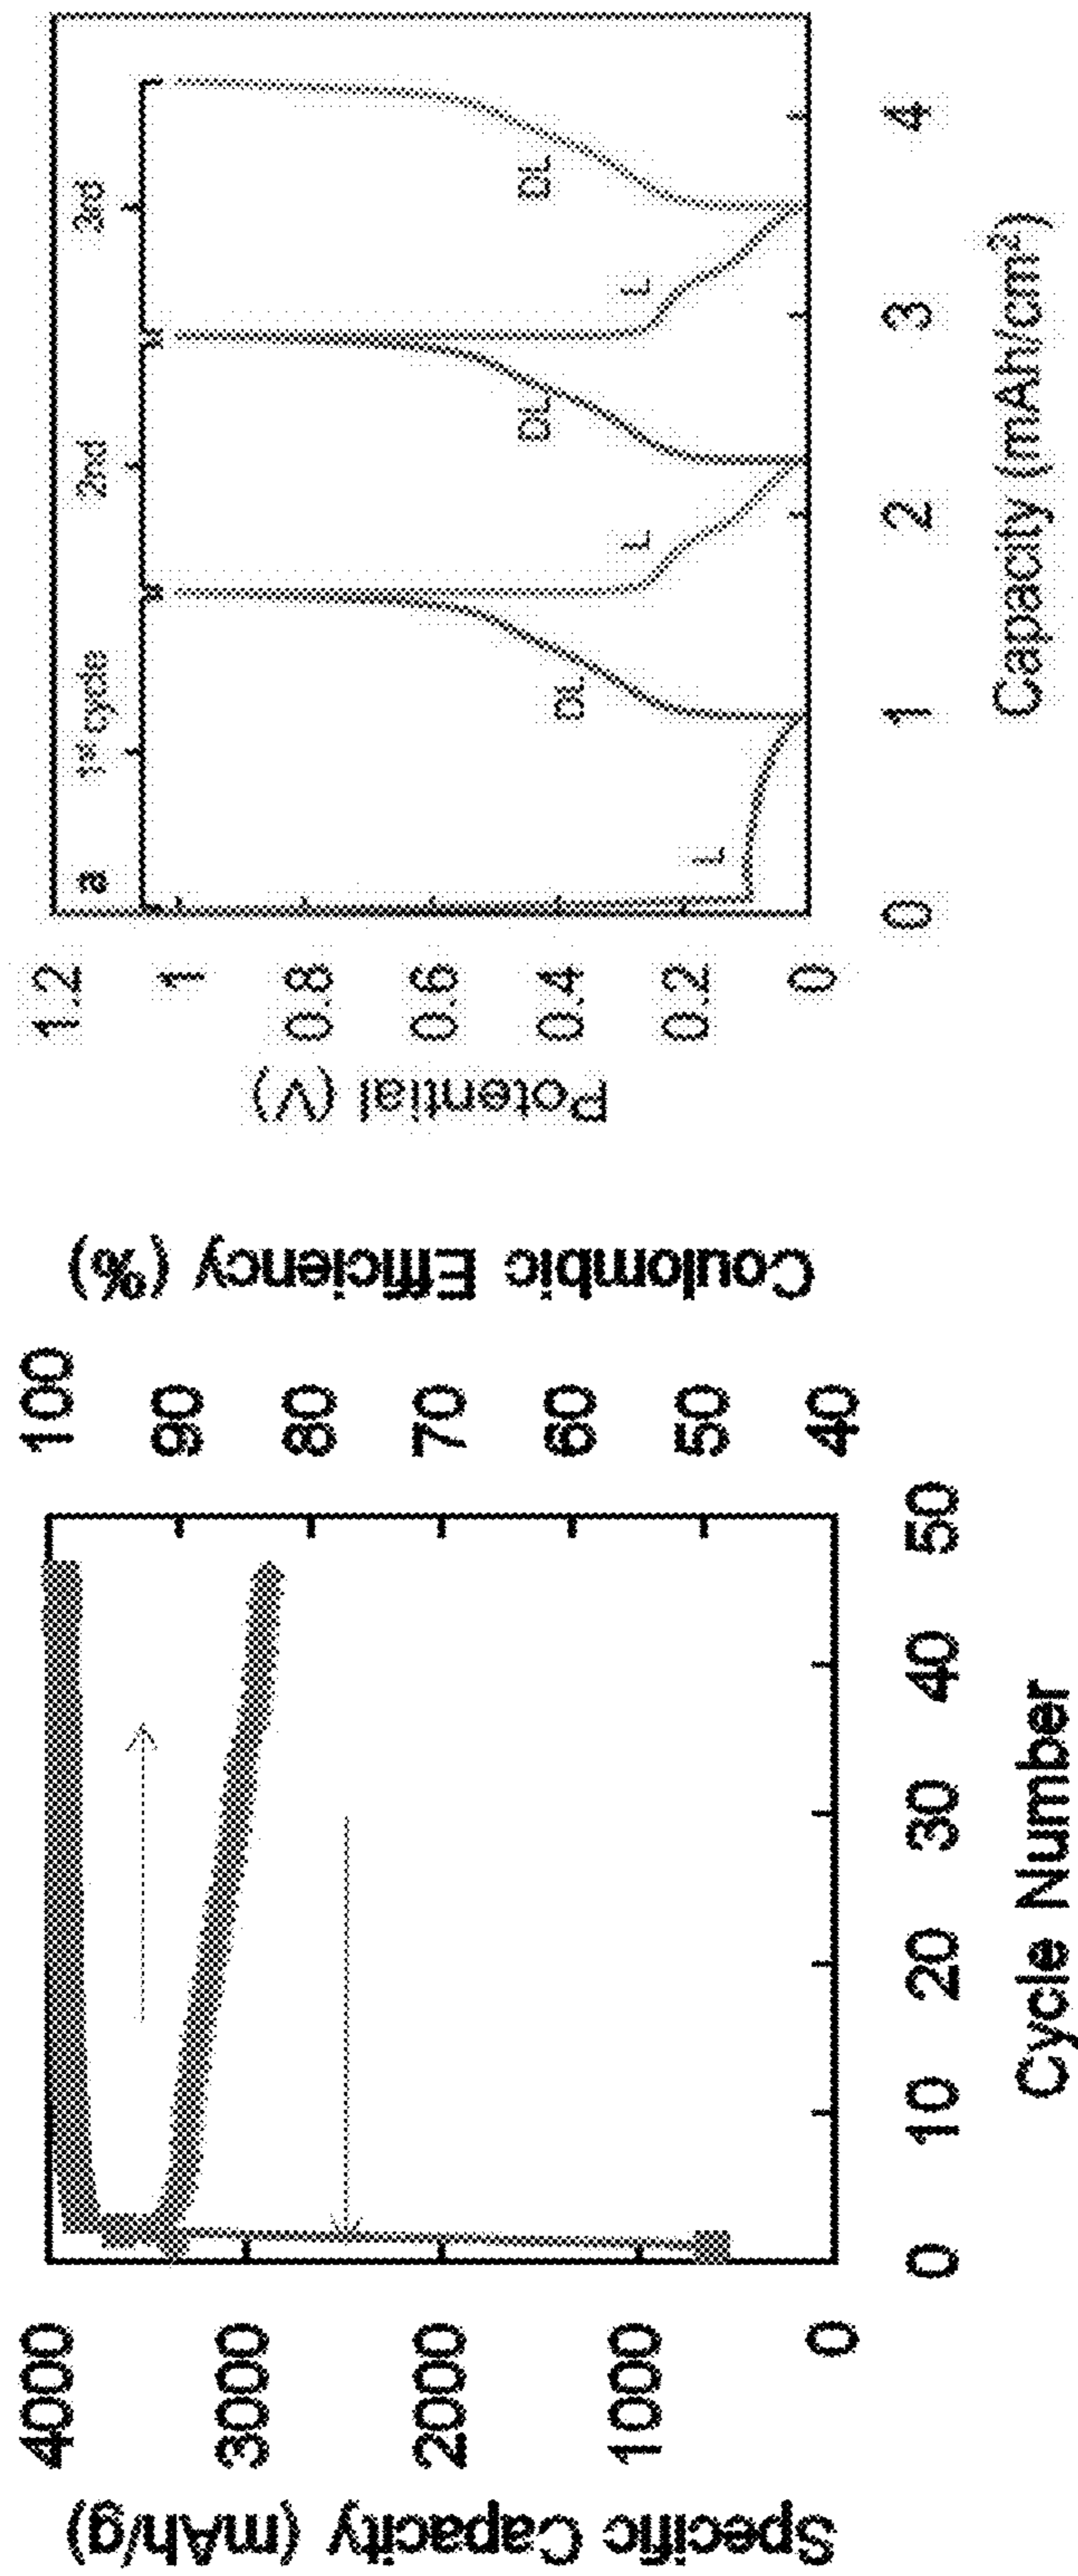 Specific Capacity (mAh/g)
4000
3000
2000
1000
0
0 10 20 30 40 50
Cycle Number
100
90
80
70
60
50
40
Coulombic Efficiency (%)
Potential (V)
1.2
1
0.8
0.6
0.4
0.2
0
a 1st cycle 2nd 3rd
L DL L DL L DL
0 1 2 3 4
Capacity (mAh/cm²)